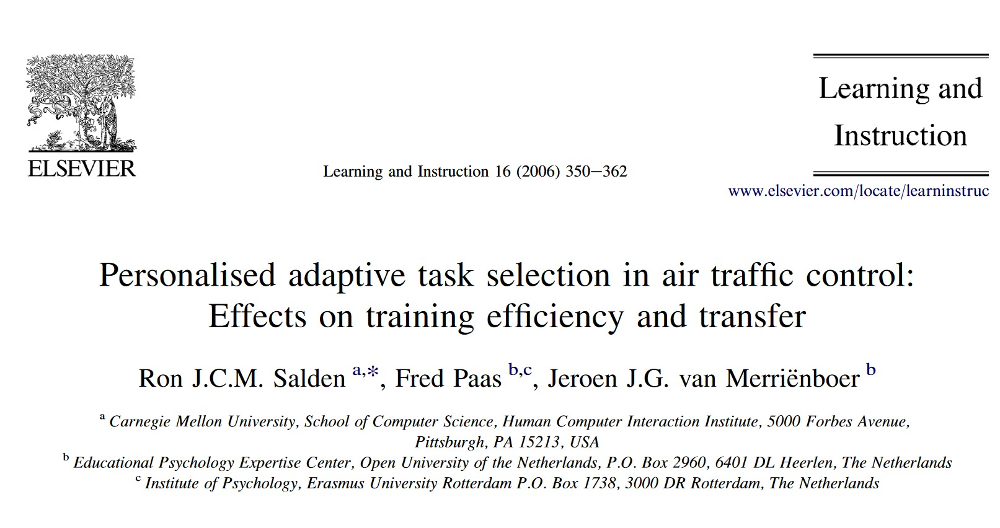 NON SOLUS
ELSEVIER
Learning and Instruction 16 (2006) 350–362
Learning and
Instruction
www.elsevier.com/locate/learninstruc
Personalised adaptive task selection in air traffic control:
Effects on training efficiency and transfer
Ron J.C.M. Salden a,*, Fred Paas b,c, Jeroen J.G. van Merriënboer b
a Carnegie Mellon University, School of Computer Science, Human Computer Interaction Institute, 5000 Forbes Avenue,
Pittsburgh, PA 15213, USA
b Educational Psychology Expertise Center, Open University of the Netherlands, P.O. Box 2960, 6401 DL Heerlen, The Netherlands
c Institute of Psychology, Erasmus University Rotterdam P.O. Box 1738, 3000 DR Rotterdam, The Netherlands